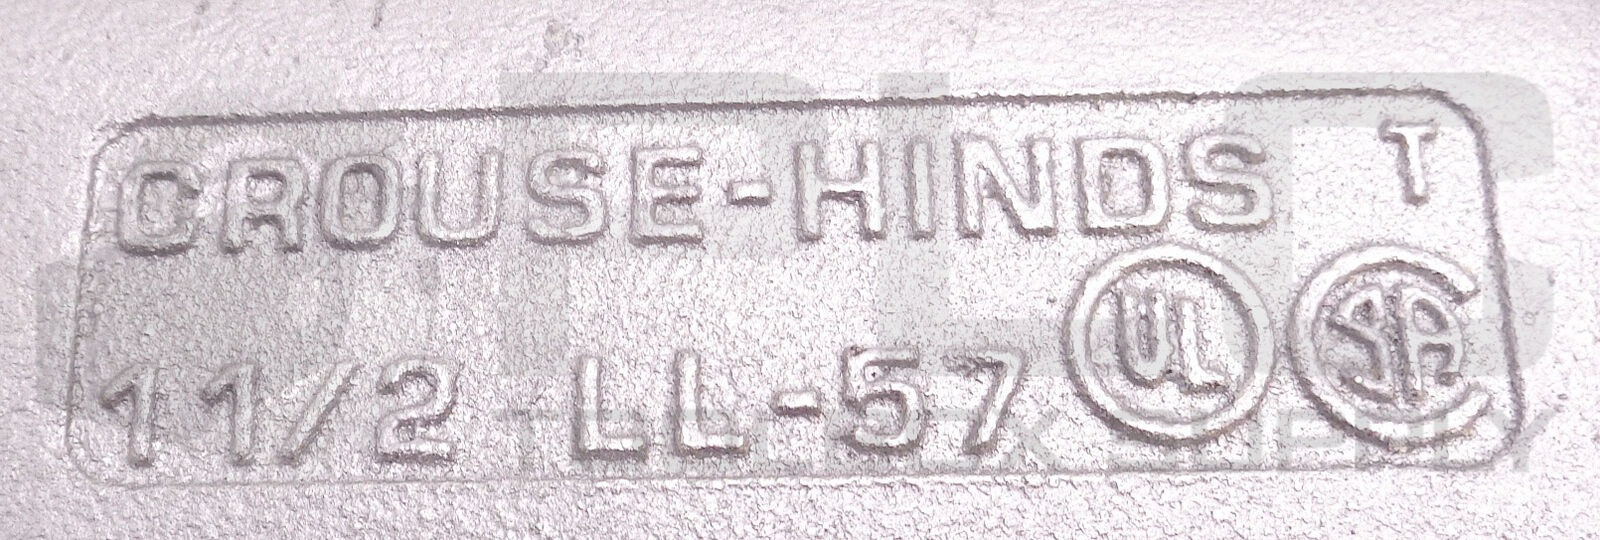 CROUSE-HINDS T
1 1/2 LL-57 UL SA